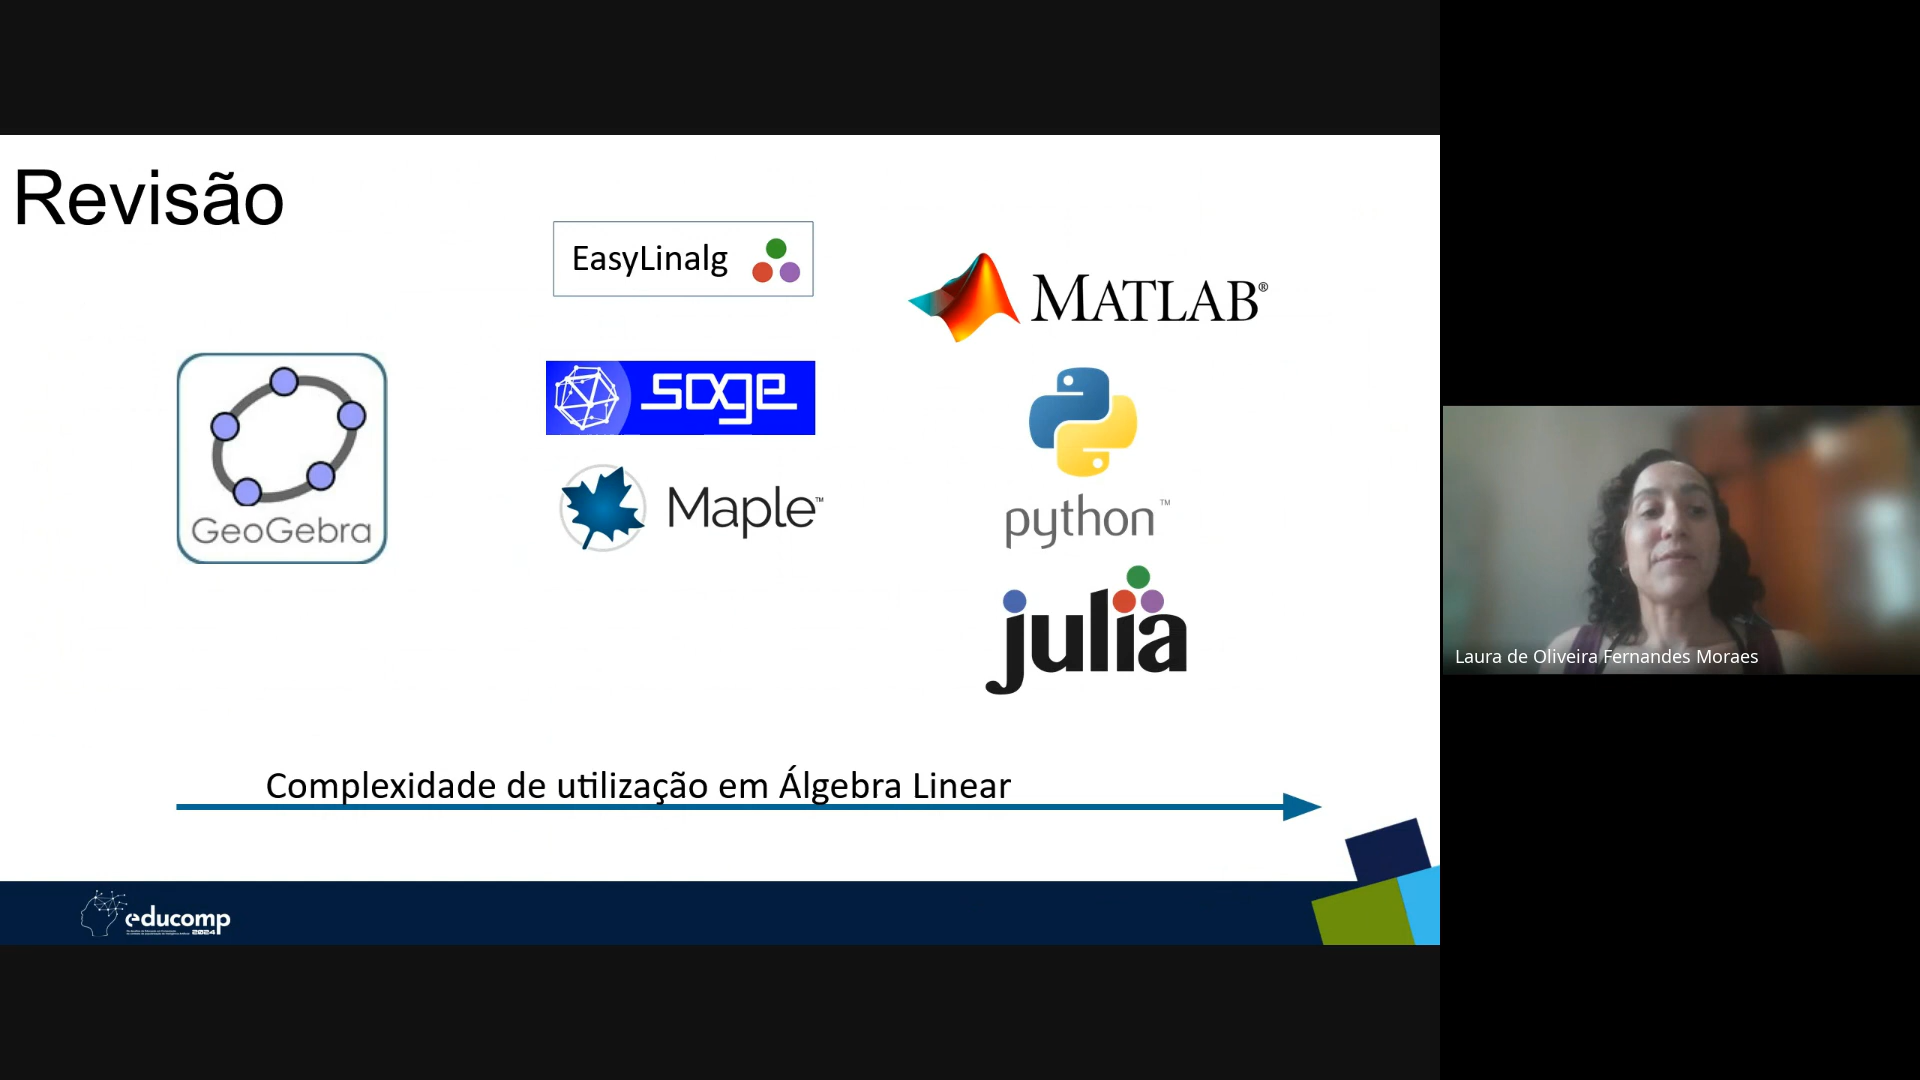 Revisão
EasyLinalg
MATLAB®
sage
GeoGebra
Maple™
python™
julia
Complexidade de utilização em Álgebra Linear
educomp
2024
Laura de Oliveira Fernandes Moraes